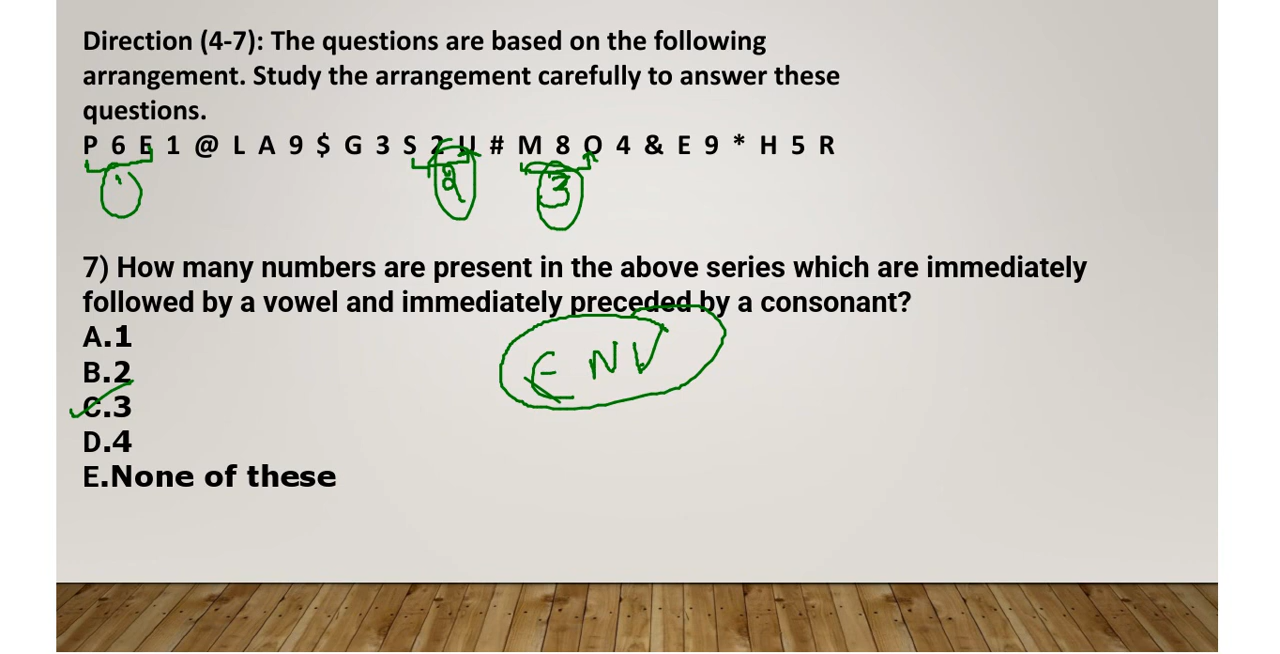 Direction (4-7): The questions are based on the following
arrangement. Study the arrangement carefully to answer these
questions.
P 6 E 1 @ L A 9 $ G 3 S 2 U # M 8 O 4 & E 9 * H 5 R
1
2
3
7) How many numbers are present in the above series which are immediately
followed by a vowel and immediately preceded by a consonant?
A.1
B.2
C.3
D.4
E.None of these
C N V